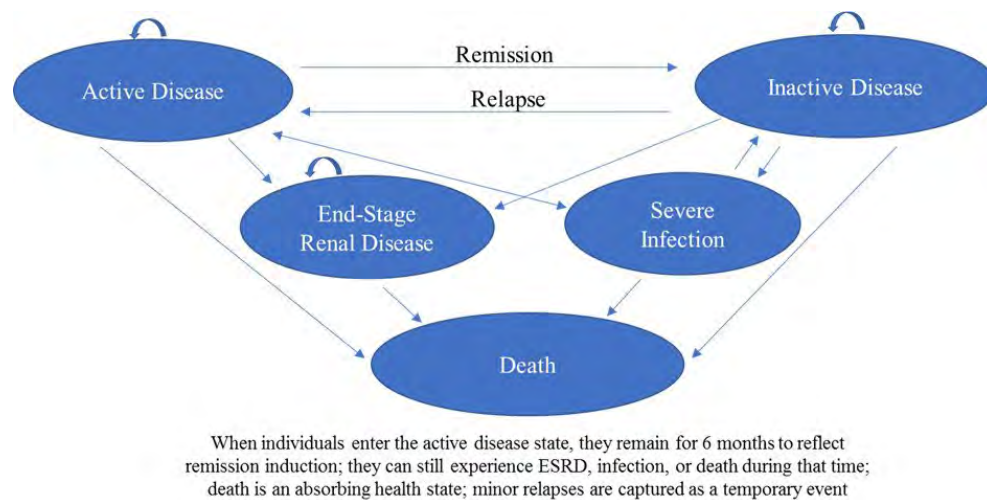 Remission
Active Disease
Inactive Disease
Relapse
End-Stage
Renal Disease
Severe
Infection
Death
When individuals enter the active disease state, they remain for 6 months to reflect
remission induction; they can still experience ESRD, infection, or death during that time;
death is an absorbing health state; minor relapses are captured as a temporary event